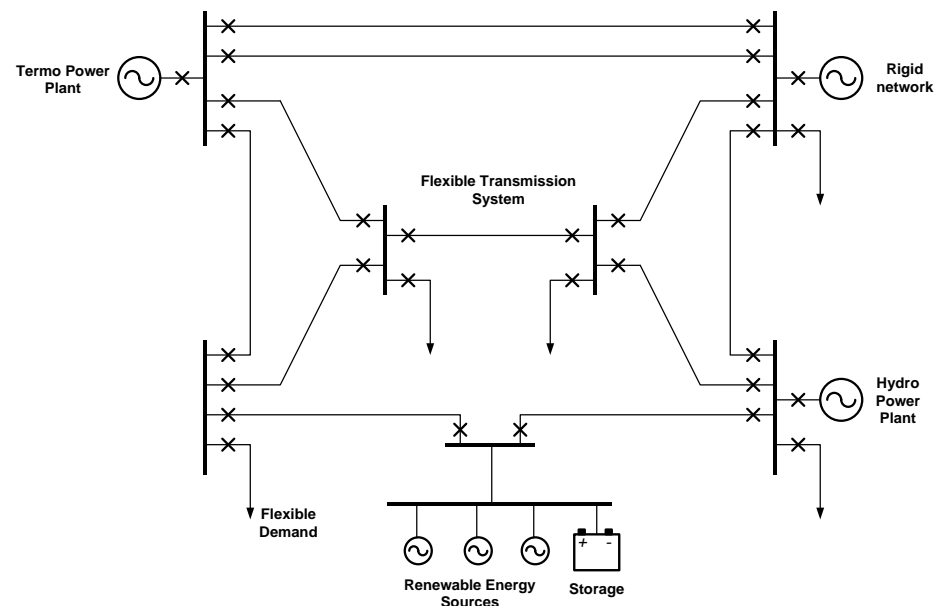 Termo Power
Plant
Rigid
network
Flexible Transmission
System
Hydro
Power
Plant
Flexible
Demand
+ -
Renewable Energy
Sources
Storage